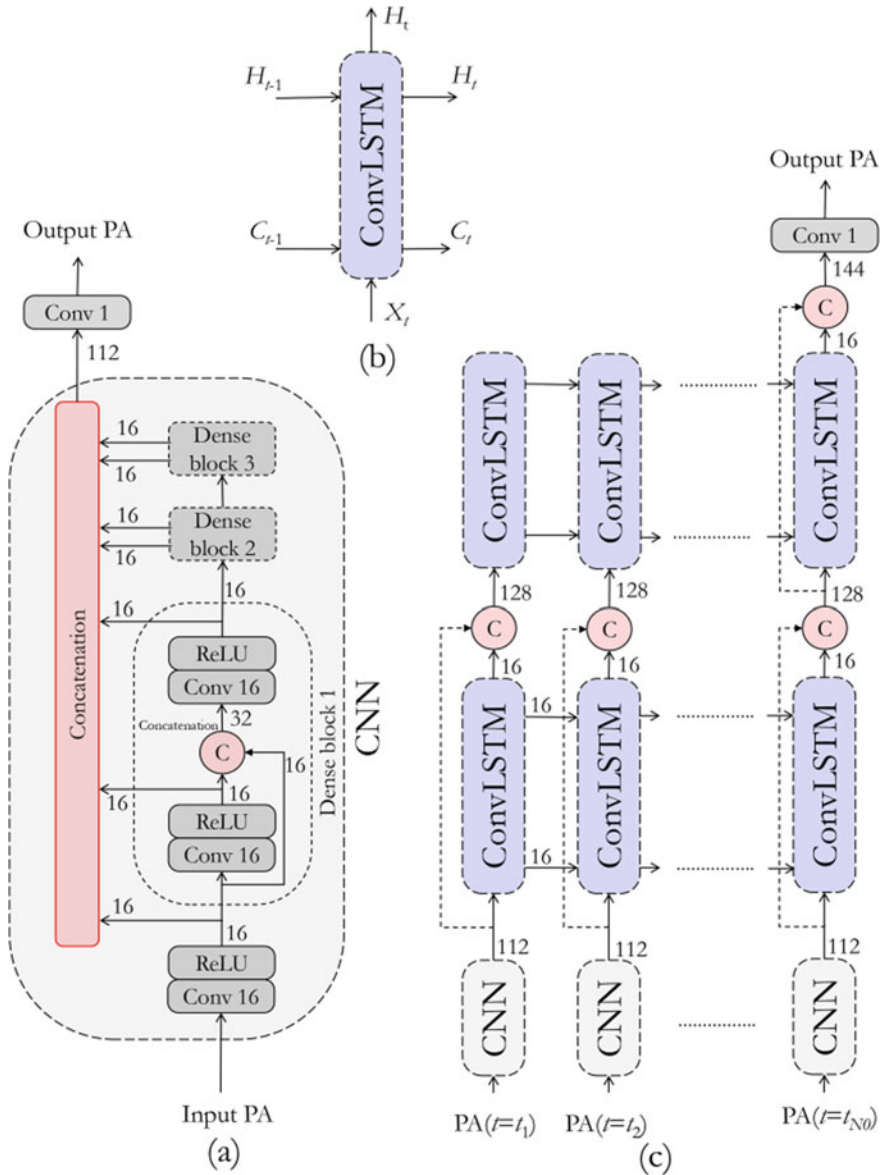 Output PA
Conv 1
112
16
Dense
block 3
16
16
Dense
block 2
16
16
16
ReLU
Conv 16
Concatenation
32
C
16
16
16
ReLU
Conv 16
16
16
ReLU
Conv 16
Concatenation
Dense block 1
CNN
Input PA
(a)
Ht
Ht-1
Ht
ConvLSTM
Ct-1
Ct
Xt
(b)
Output PA
Conv 1
144
C
16
ConvLSTM
ConvLSTM
ConvLSTM
128
128
128
C
C
C
16
16
16
ConvLSTM
16
16
ConvLSTM
ConvLSTM
112
112
112
CNN
CNN
CNN
PA(t=t1)
PA(t=t2)
PA(t=tN0)
(c)